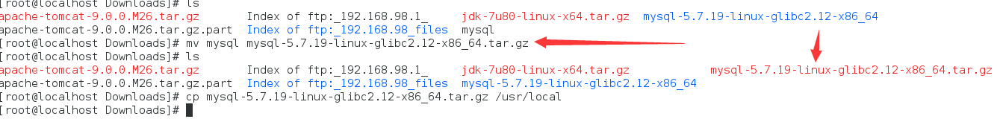 [root@localhost Downloads]# ls
apache-tomcat-9.0.0.M26.tar.gz Index of ftp:_192.168.98.1_ jdk-7u80-linux-x64.tar.gz mysql-5.7.19-linux-glibc2.12-x86_64
apache-tomcat-9.0.0.M26.tar.gz.part Index of ftp:_192.168.98_files mysql
[root@localhost Downloads]# mv mysql mysql-5.7.19-linux-glibc2.12-x86_64.tar.gz
[root@localhost Downloads]# ls
apache-tomcat-9.0.0.M26.tar.gz Index of ftp:_192.168.98.1_ jdk-7u80-linux-x64.tar.gz mysql-5.7.19-linux-glibc2.12-x86_64.tar.gz
apache-tomcat-9.0.0.M26.tar.gz.part Index of ftp:_192.168.98_files mysql-5.7.19-linux-glibc2.12-x86_64
[root@localhost Downloads]# cp mysql-5.7.19-linux-glibc2.12-x86_64.tar.gz /usr/local
[root@localhost Downloads]#